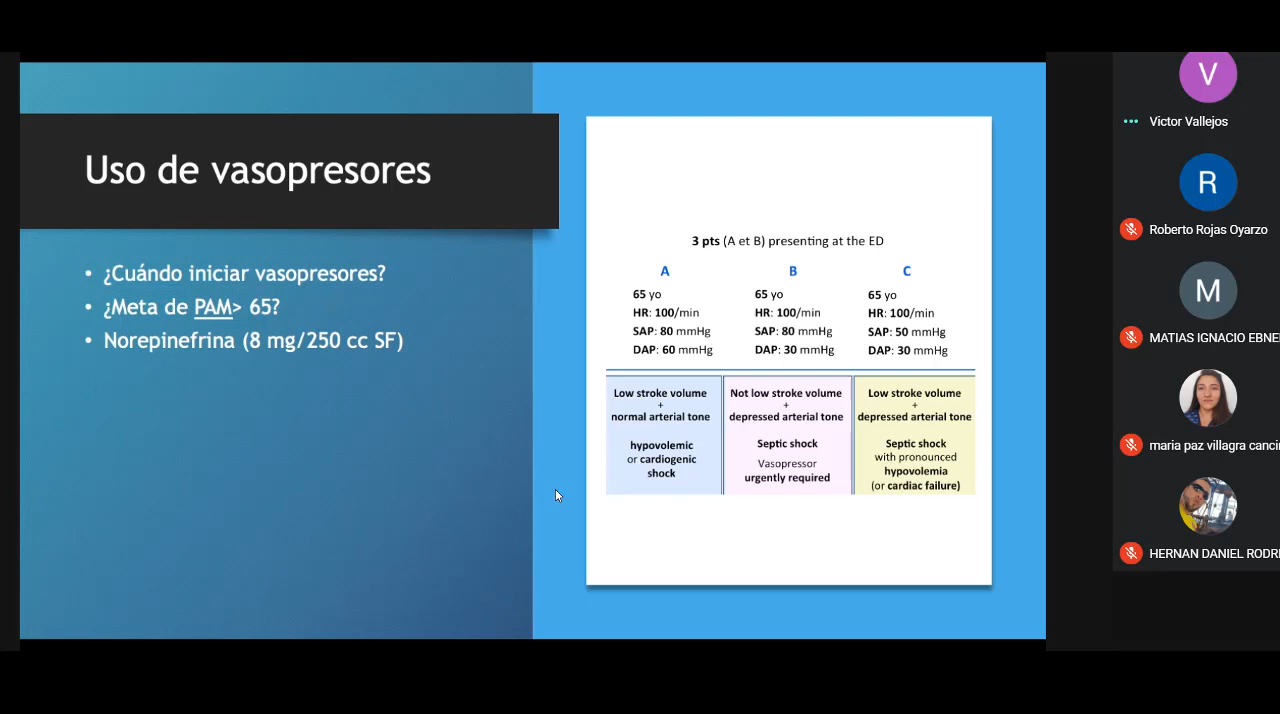 Uso de vasopresores
• ¿Cuándo iniciar vasopresores?
• ¿Meta de PAM> 65?
• Norepinefrina (8 mg/250 cc SF)
3 pts (A et B) presenting at the ED
A B C
65 yo 65 yo 65 yo
HR: 100/min HR: 100/min HR: 100/min
SAP: 80 mmHg SAP: 80 mmHg SAP: 50 mmHg
DAP: 60 mmHg DAP: 30 mmHg DAP: 30 mmHg
Low stroke volume
+
normal arterial tone
hypovolemic
or cardiogenic
shock
Not low stroke volume
+
depressed arterial tone
Septic shock
Vasopressor
urgently required
Low stroke volume
+
depressed arterial tone
Septic shock
with pronounced
hypovolemia
(or cardiac failure)
V
Victor Vallejos
R
Roberto Rojas Oyarzo
M
MATIAS IGNACIO EBNE
maria paz villagra canci
HERNAN DANIEL RODRI